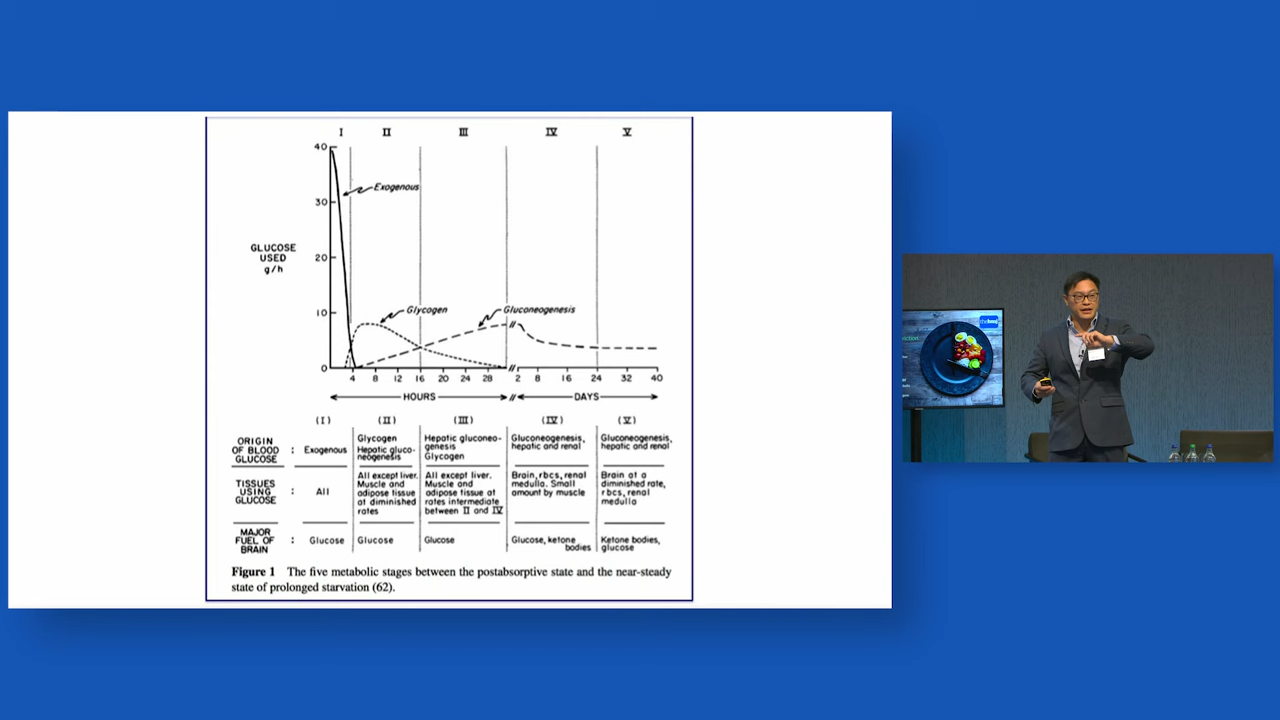 I II III IV V
40
30
20
10
0
Exogenous
GLUCOSE
USED
g/h
Glycogen
Gluconeogenesis
4 8 12 16 20 24 28 2 8 16 24 32 40
HOURS DAYS
(I) (II) (III) (IV) (V)
ORIGIN
OF BLOOD
GLUCOSE
:
Exogenous
Glycogen
Hepatic gluco-
neogenesis
Hepatic gluconeo-
genesis
Glycogen
Gluconeogenesis,
hepatic and renal
Gluconeogenesis,
hepatic and renal
TISSUES
USING
GLUCOSE
:
All
All except liver.
Muscle and
adipose tissue
at diminished
rates
All except liver.
Muscle and
adipose tissue at
rates intermediate
between II and IV
Brain, rbcs, renal
medulla. Small
amount by muscle
Brain at a
diminished rate,
rbcs, renal
medulla
MAJOR
FUEL OF
BRAIN
:
Glucose
Glucose
Glucose
Glucose, ketone
bodies
Ketone bodies,
glucose
Figure 1 The five metabolic stages between the postabsorptive state and the near-steady
state of prolonged starvation (62).